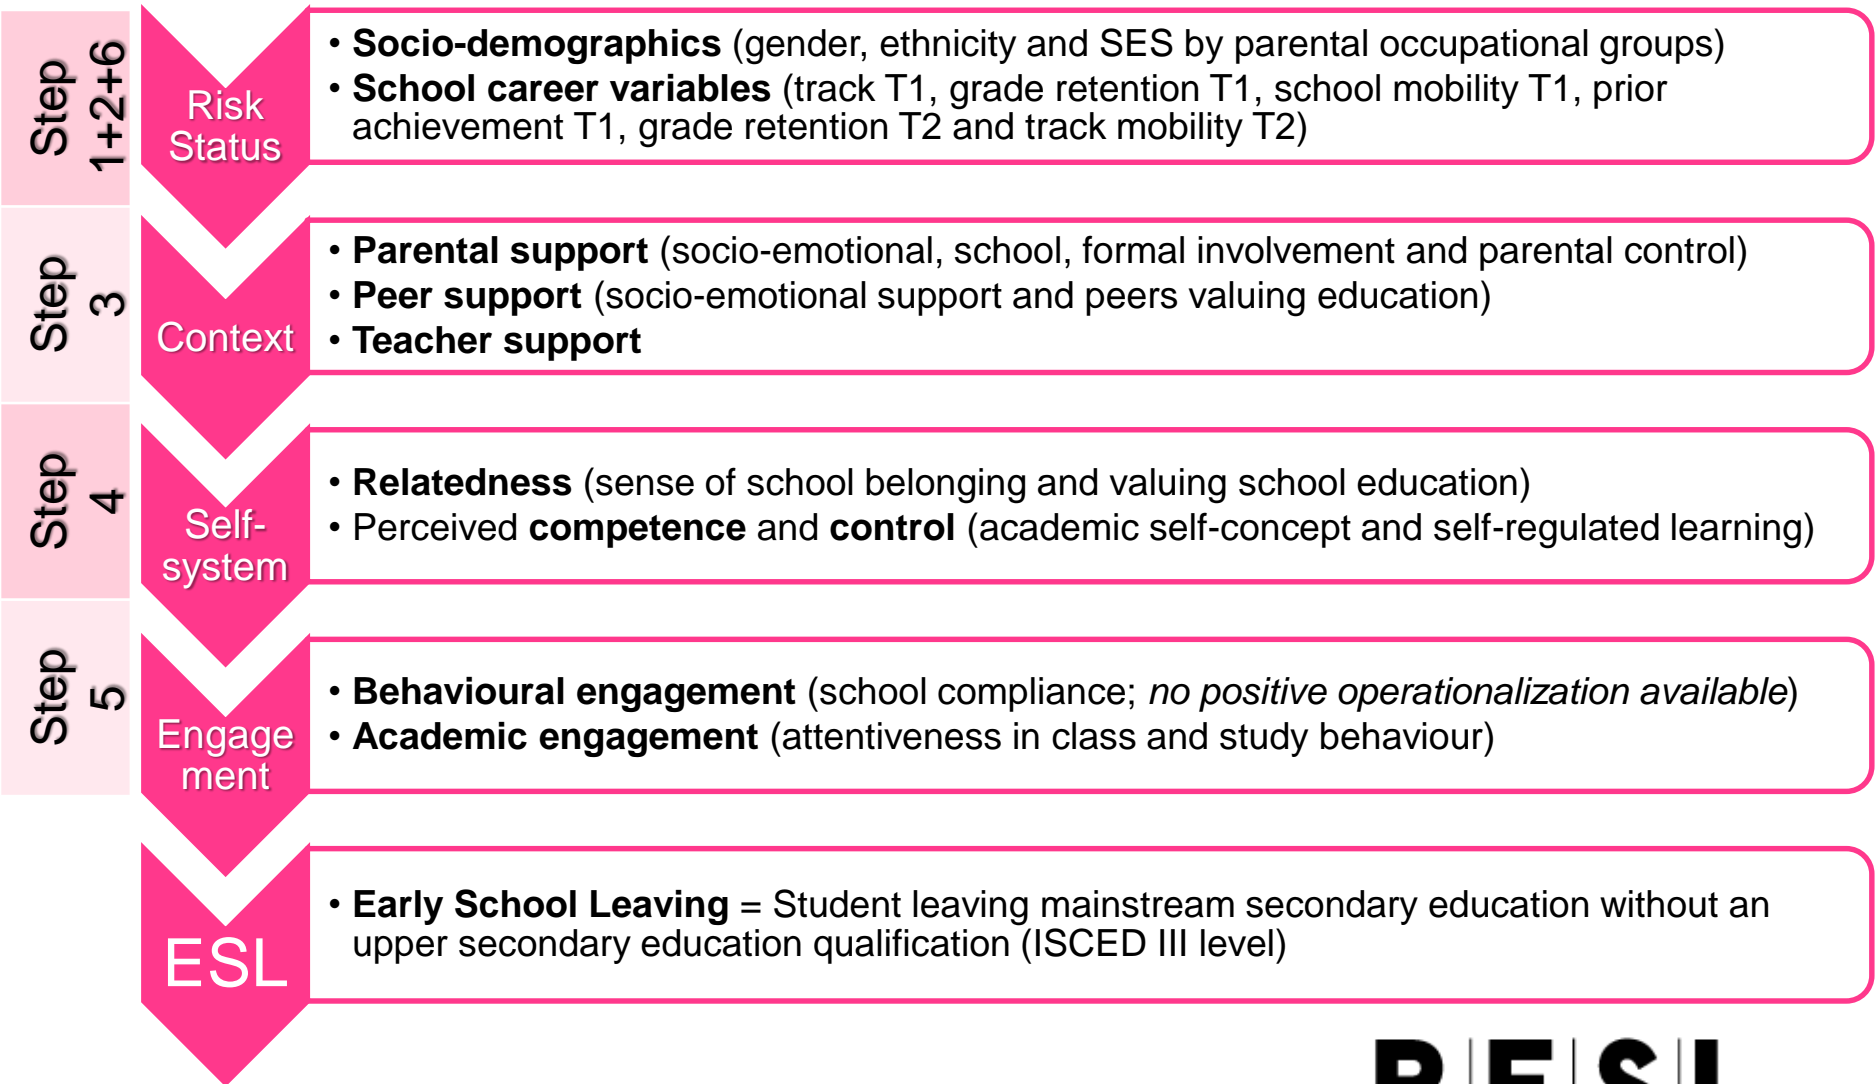 Step
1+2+6
Risk
Status
• Socio-demographics (gender, ethnicity and SES by parental occupational groups)
• School career variables (track T1, grade retention T1, school mobility T1, prior
achievement T1, grade retention T2 and track mobility T2)
Step
3
Context
• Parental support (socio-emotional, school, formal involvement and parental control)
• Peer support (socio-emotional support and peers valuing education)
• Teacher support
Step
4
Self-
system
• Relatedness (sense of school belonging and valuing school education)
• Perceived competence and control (academic self-concept and self-regulated learning)
Step
5
Engage
ment
• Behavioural engagement (school compliance; no positive operationalization available)
• Academic engagement (attentiveness in class and study behaviour)
ESL
• Early School Leaving = Student leaving mainstream secondary education without an
upper secondary education qualification (ISCED III level)